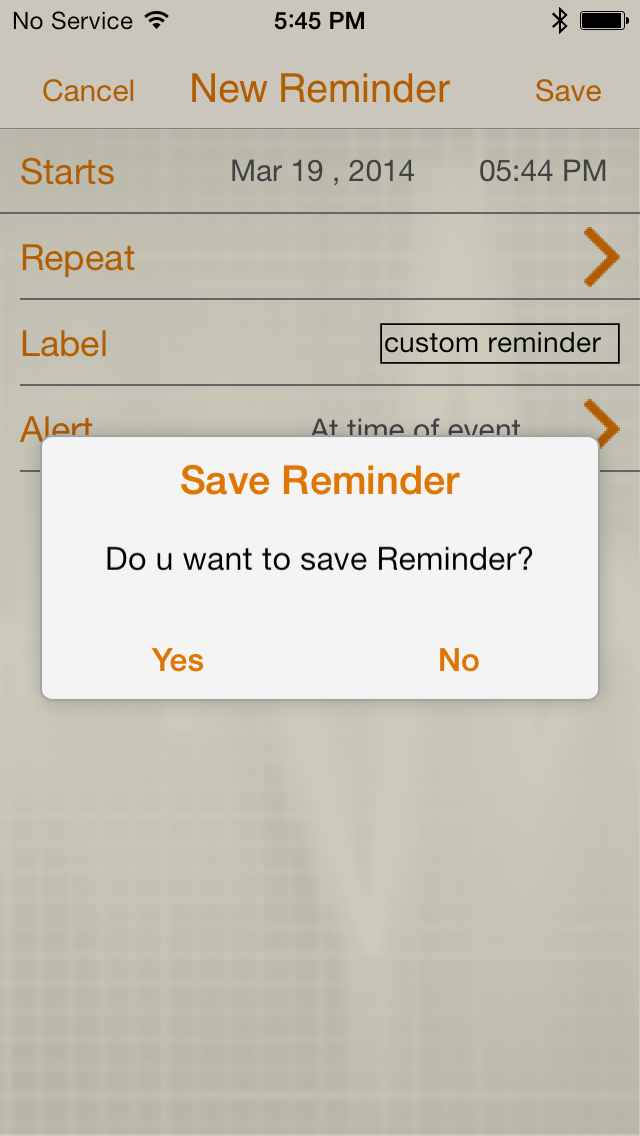 No Service 5:45 PM
Cancel New Reminder Save
Starts Mar 19 , 2014 05:44 PM
Repeat
Label custom reminder
Alert At time of event
Save Reminder
Do u want to save Reminder?
Yes No